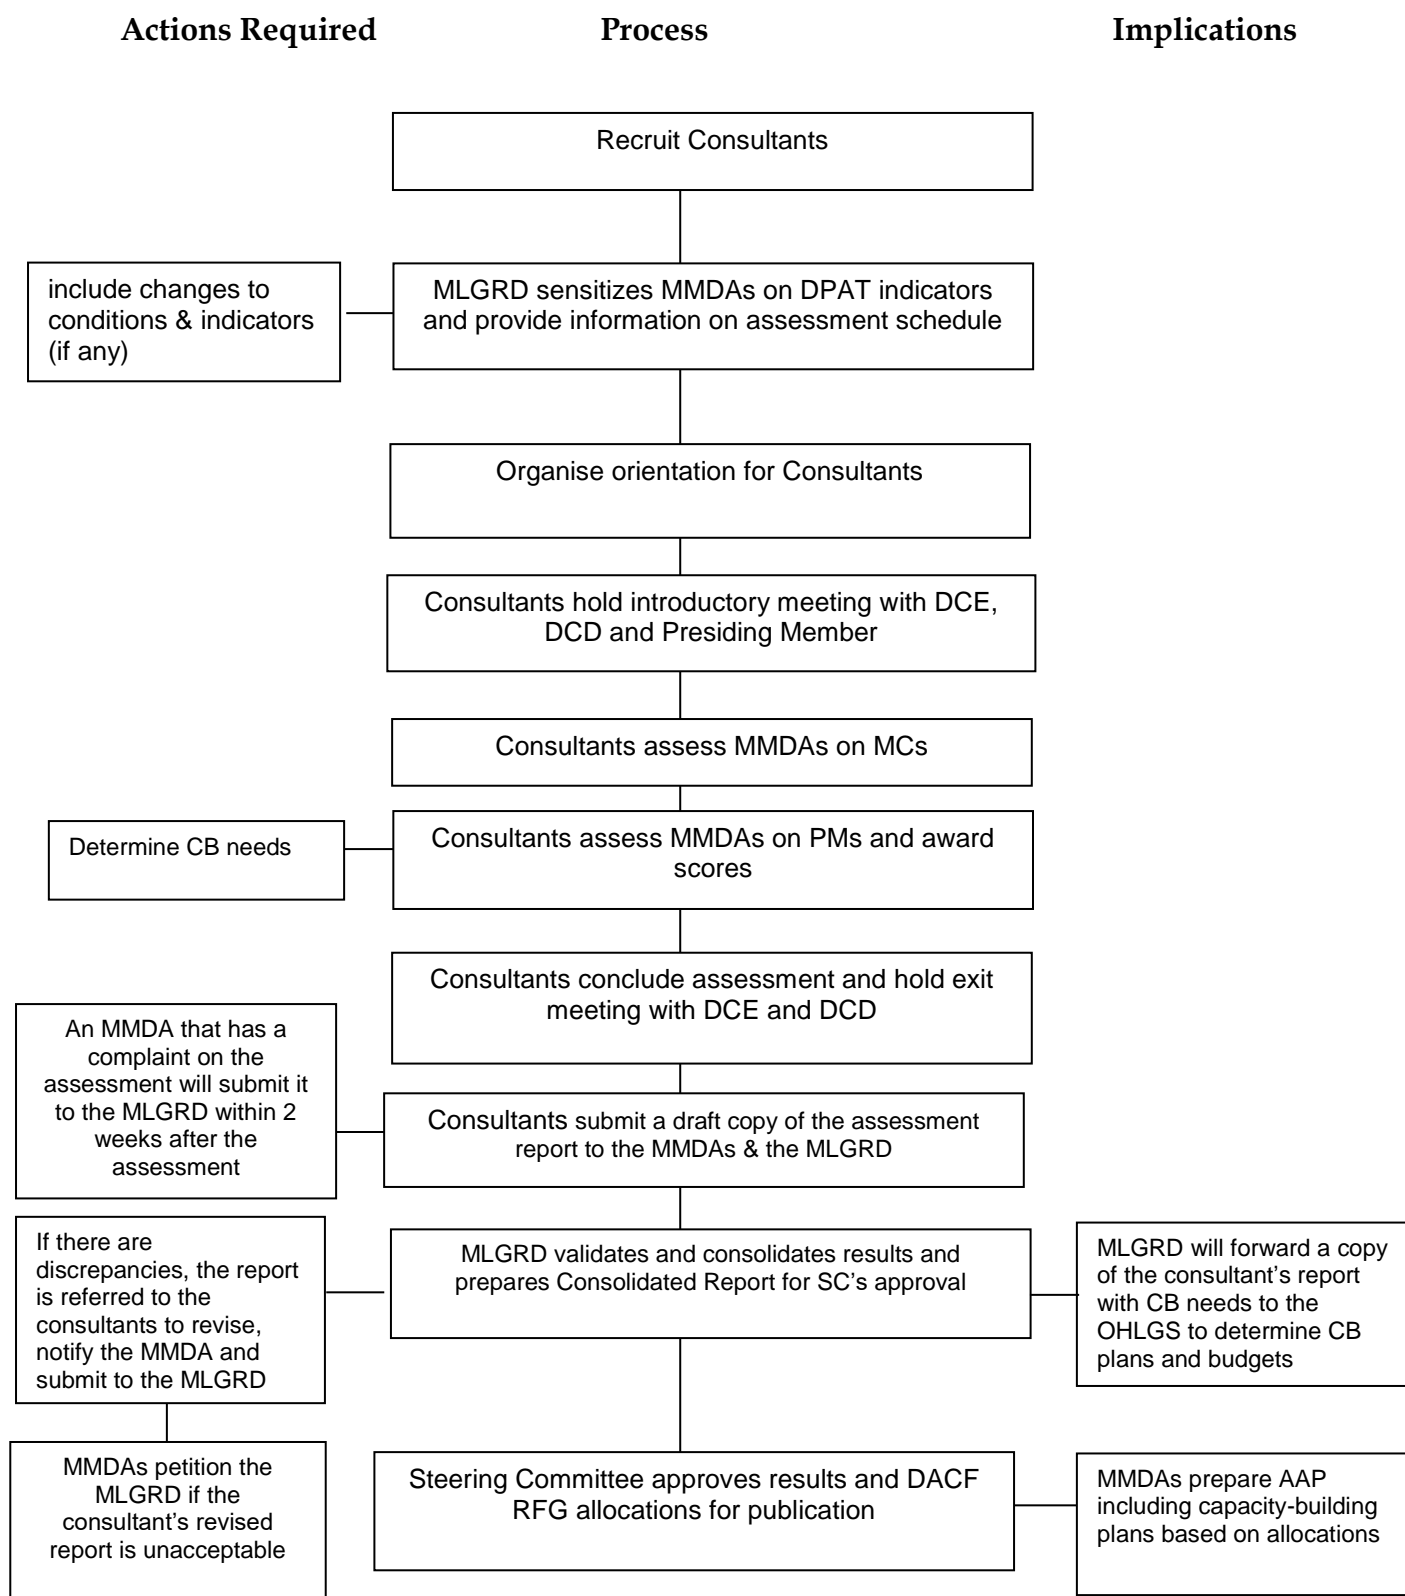 Actions Required
Process
Implications
Recruit Consultants
include changes to
conditions & indicators
(if any)
MLGRD sensitizes MMDAs on DPAT indicators
and provide information on assessment schedule
Organise orientation for Consultants
Consultants hold introductory meeting with DCE,
DCD and Presiding Member
Consultants assess MMDAs on MCs
Determine CB needs
Consultants assess MMDAs on PMs and award
scores
Consultants conclude assessment and hold exit
meeting with DCE and DCD
An MMDA that has a
complaint on the
assessment will submit it
to the MLGRD within 2
weeks after the
assessment
Consultants submit a draft copy of the assessment
report to the MMDAs & the MLGRD
If there are
discrepancies, the report
is referred to the
consultants to revise,
notify the MMDA and
submit to the MLGRD
MLGRD validates and consolidates results and
prepares Consolidated Report for SC’s approval
MLGRD will forward a copy
of the consultant’s report
with CB needs to the
OHLGS to determine CB
plans and budgets
MMDAs petition the
MLGRD if the
consultant’s revised
report is unacceptable
Steering Committee approves results and DACF
RFG allocations for publication
MMDAs prepare AAP
including capacity-building
plans based on allocations